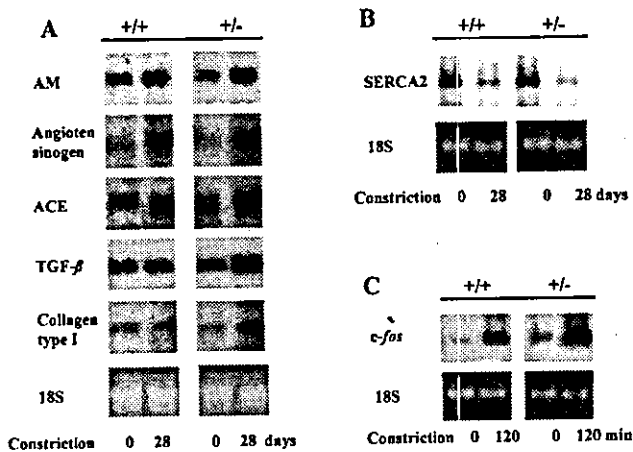 A
+/+ +/-
AM
Angioten
sinogen
ACE
TGF-β
Collagen
type I
18S
Constriction 0 28 0 28 days
B
+/+ +/-
SERCA2
18S
Constriction 0 28 0 28 days
C
+/+ +/-
c-fos
18S
Constriction 0 120 0 120 min